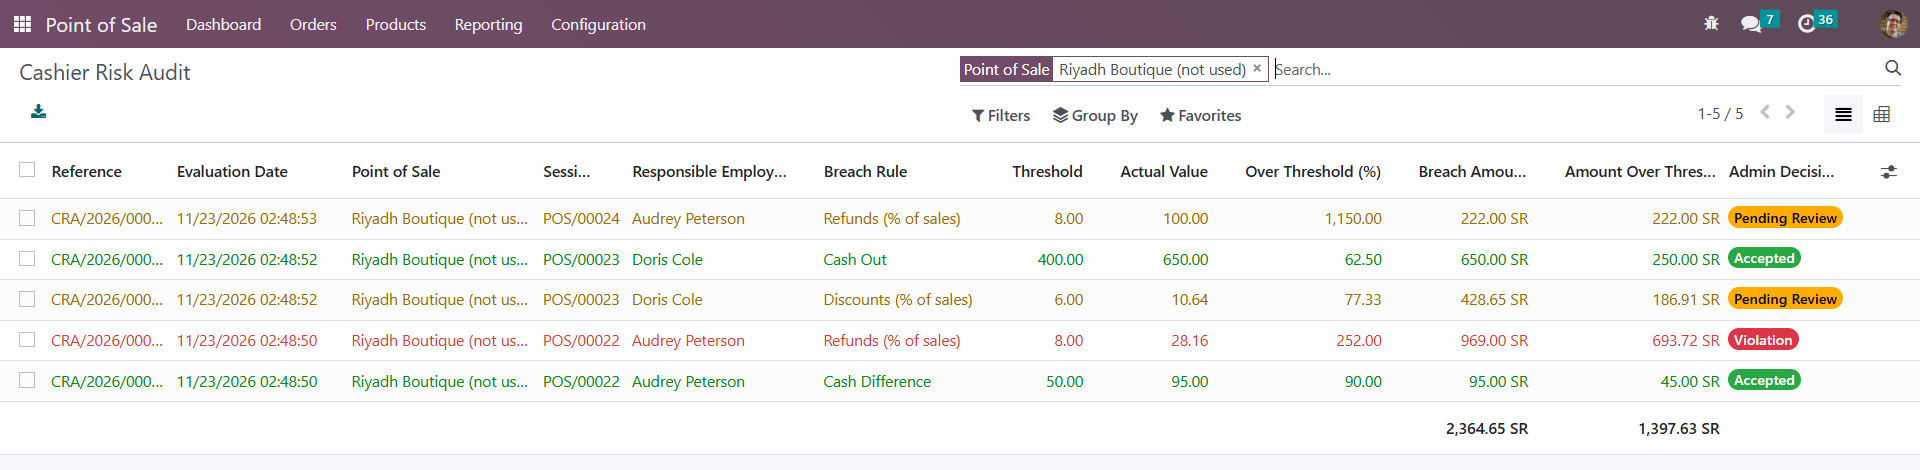 Point of Sale Dashboard Orders Products Reporting Configuration 7 36
Cashier Risk Audit
Point of Sale Riyadh Boutique (not used) × Search...
Filters Group By Favorites 1-5 / 5
Reference Evaluation Date Point of Sale Sessi... Responsible Employ... Breach Rule Threshold Actual Value Over Threshold (%) Breach Amou... Amount Over Thres... Admin Decisi...
CRA/2026/000... 11/23/2026 02:48:53 Riyadh Boutique (not us... POS/00024 Audrey Peterson Refunds (% of sales) 8.00 100.00 1,150.00 222.00 SR 222.00 SR Pending Review
CRA/2026/000... 11/23/2026 02:48:52 Riyadh Boutique (not us... POS/00023 Doris Cole Cash Out 400.00 650.00 62.50 650.00 SR 250.00 SR Accepted
CRA/2026/000... 11/23/2026 02:48:52 Riyadh Boutique (not us... POS/00023 Doris Cole Discounts (% of sales) 6.00 10.64 77.33 428.65 SR 186.91 SR Pending Review
CRA/2026/000... 11/23/2026 02:48:50 Riyadh Boutique (not us... POS/00022 Audrey Peterson Refunds (% of sales) 8.00 28.16 252.00 969.00 SR 693.72 SR Violation
CRA/2026/000... 11/23/2026 02:48:50 Riyadh Boutique (not us... POS/00022 Audrey Peterson Cash Difference 50.00 95.00 90.00 95.00 SR 45.00 SR Accepted
2,364.65 SR 1,397.63 SR